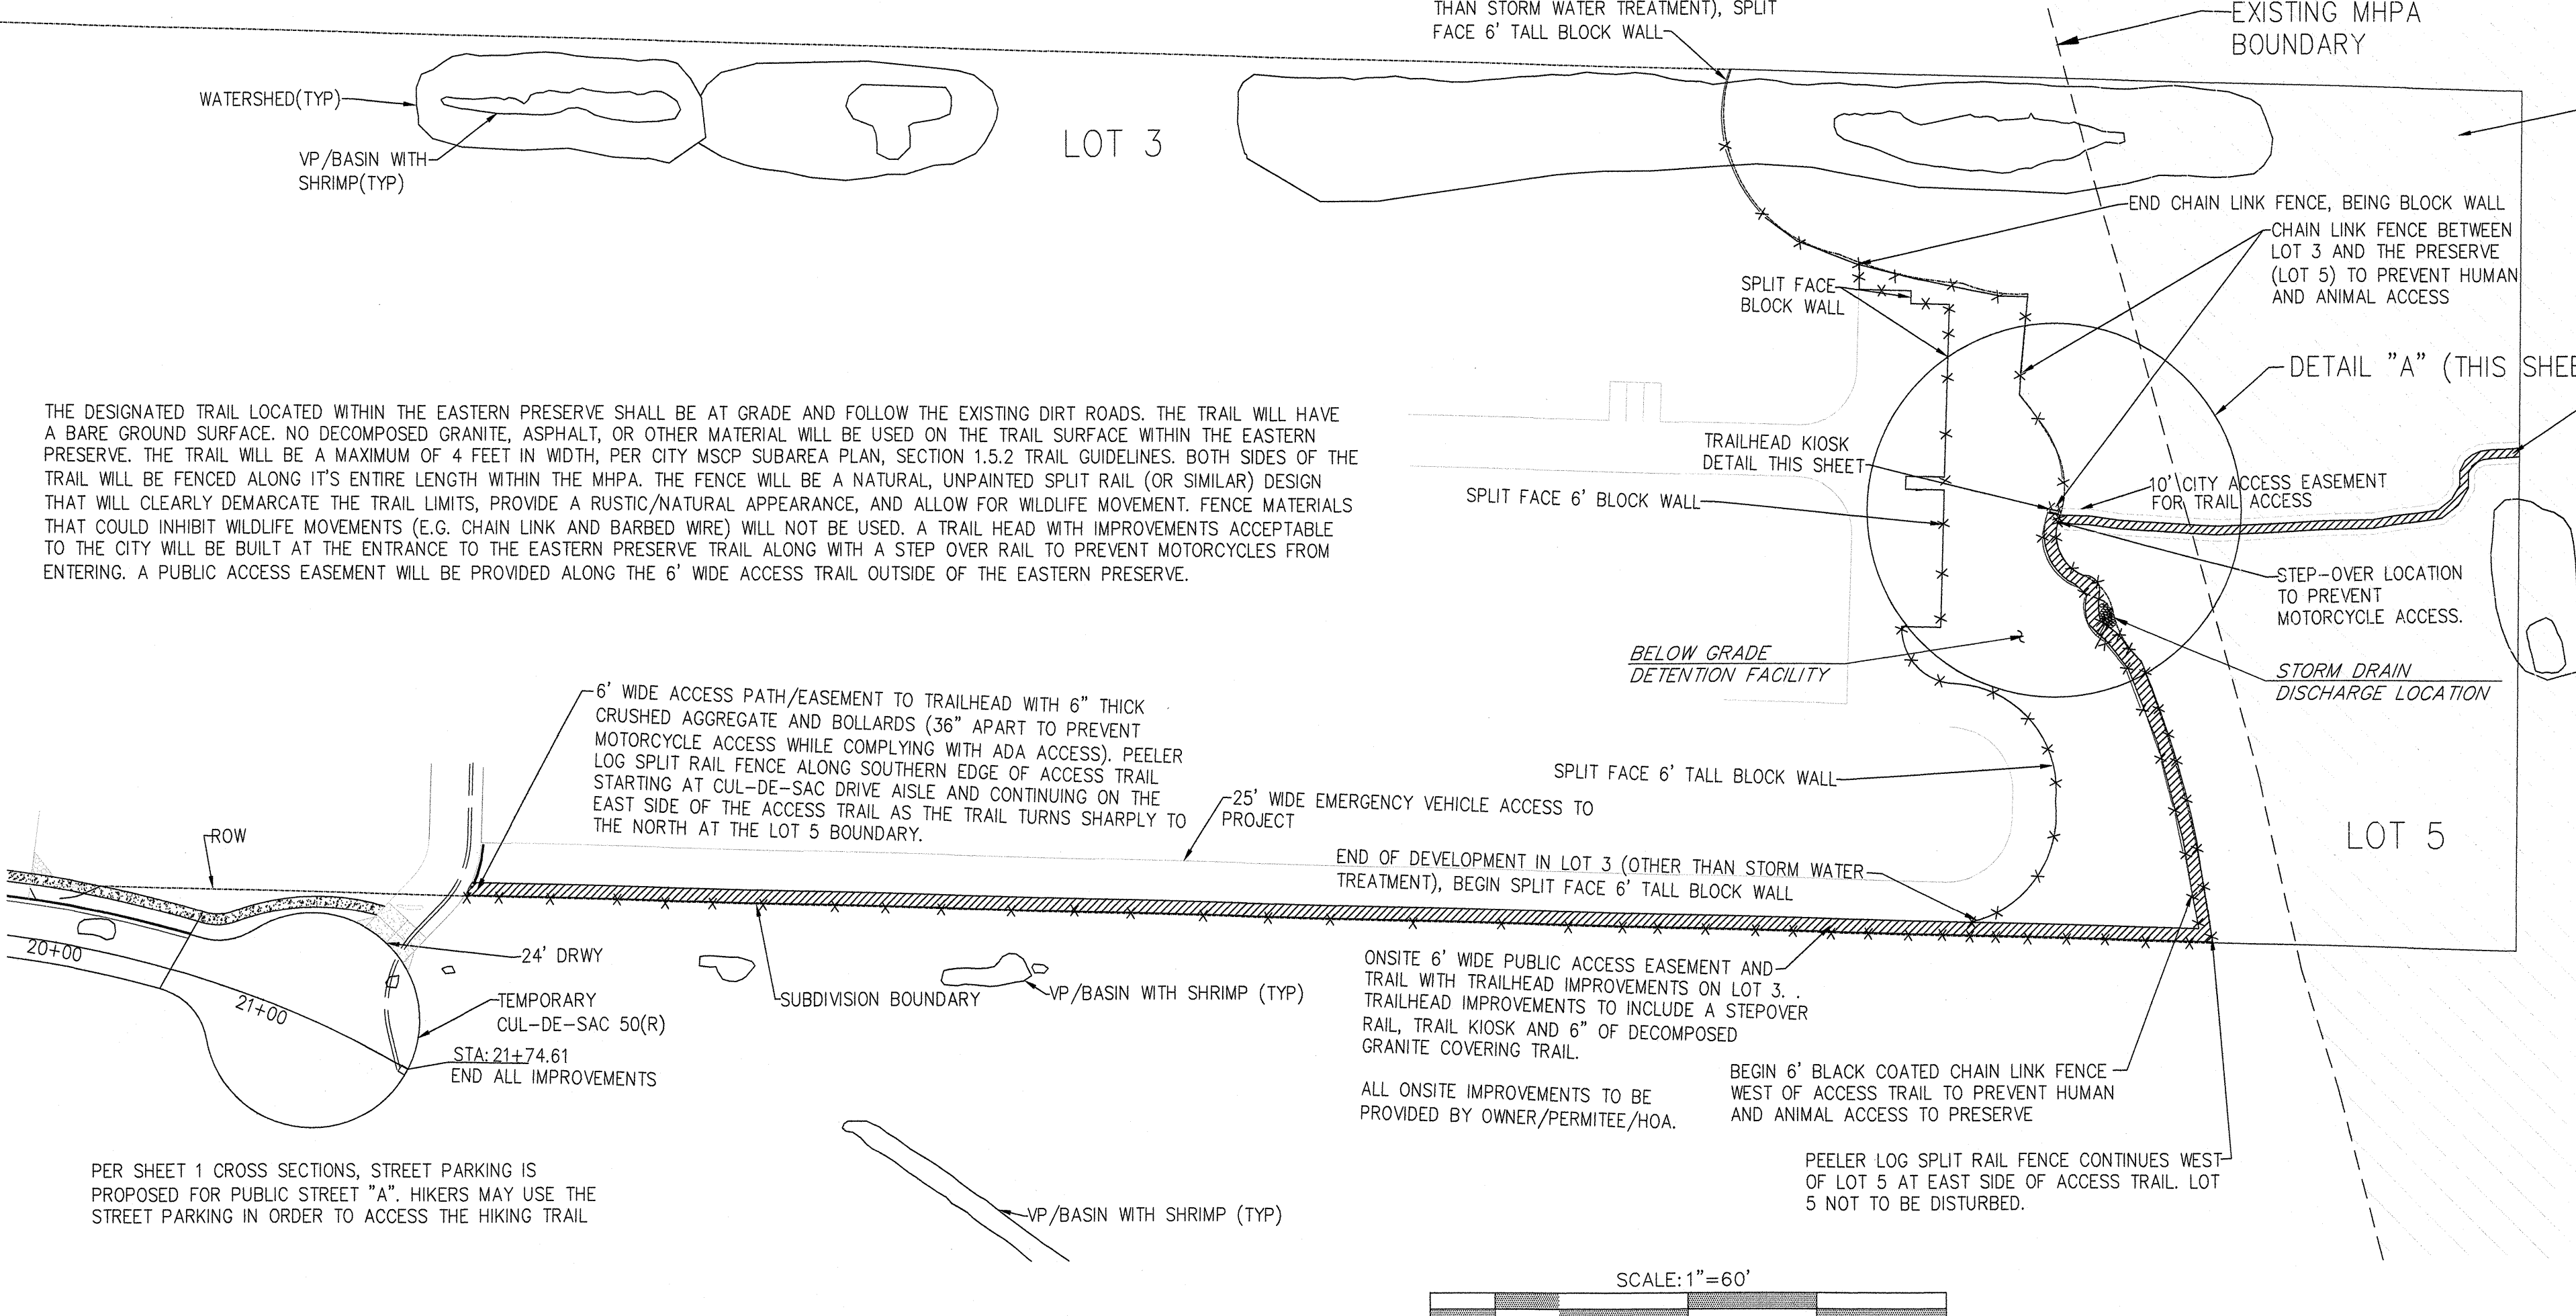 THAN STORM WATER TREATMENT), SPLIT
FACE 6' TALL BLOCK WALL
EXISTING MHPA
BOUNDARY
WATERSHED(TYP)
VP/BASIN WITH
SHRIMP(TYP)
LOT 3
END CHAIN LINK FENCE, BEING BLOCK WALL
CHAIN LINK FENCE BETWEEN
LOT 3 AND THE PRESERVE
(LOT 5) TO PREVENT HUMAN
AND ANIMAL ACCESS
SPLIT FACE
BLOCK WALL
DETAIL "A" (THIS SHEE
THE DESIGNATED TRAIL LOCATED WITHIN THE EASTERN PRESERVE SHALL BE AT GRADE AND FOLLOW THE EXISTING DIRT ROADS. THE TRAIL WILL HAVE
A BARE GROUND SURFACE. NO DECOMPOSED GRANITE, ASPHALT, OR OTHER MATERIAL WILL BE USED ON THE TRAIL SURFACE WITHIN THE EASTERN
PRESERVE. THE TRAIL WILL BE A MAXIMUM OF 4 FEET IN WIDTH, PER CITY MSCP SUBAREA PLAN, SECTION 1.5.2 TRAIL GUIDELINES. BOTH SIDES OF THE
TRAIL WILL BE FENCED ALONG IT'S ENTIRE LENGTH WITHIN THE MHPA. THE FENCE WILL BE A NATURAL, UNPAINTED SPLIT RAIL (OR SIMILAR) DESIGN
THAT WILL CLEARLY DEMARCATE THE TRAIL LIMITS, PROVIDE A RUSTIC/NATURAL APPEARANCE, AND ALLOW FOR WILDLIFE MOVEMENT. FENCE MATERIALS
THAT COULD INHIBIT WILDLIFE MOVEMENTS (E.G. CHAIN LINK AND BARBED WIRE) WILL NOT BE USED. A TRAIL HEAD WITH IMPROVEMENTS ACCEPTABLE
TO THE CITY WILL BE BUILT AT THE ENTRANCE TO THE EASTERN PRESERVE TRAIL ALONG WITH A STEP OVER RAIL TO PREVENT MOTORCYCLES FROM
ENTERING. A PUBLIC ACCESS EASEMENT WILL BE PROVIDED ALONG THE 6' WIDE ACCESS TRAIL OUTSIDE OF THE EASTERN PRESERVE.
TRAILHEAD KIOSK
DETAIL THIS SHEET
SPLIT FACE 6' BLOCK WALL
10' CITY ACCESS EASEMENT
FOR TRAIL ACCESS
STEP-OVER LOCATION
TO PREVENT
MOTORCYCLE ACCESS.
BELOW GRADE
DETENTION FACILITY
STORM DRAIN
DISCHARGE LOCATION
6' WIDE ACCESS PATH/EASEMENT TO TRAILHEAD WITH 6" THICK
CRUSHED AGGREGATE AND BOLLARDS (36" APART TO PREVENT
MOTORCYCLE ACCESS WHILE COMPLYING WITH ADA ACCESS). PEELER
LOG SPLIT RAIL FENCE ALONG SOUTHERN EDGE OF ACCESS TRAIL
STARTING AT CUL-DE-SAC DRIVE AISLE AND CONTINUING ON THE
EAST SIDE OF THE ACCESS TRAIL AS THE TRAIL TURNS SHARPLY TO
THE NORTH AT THE LOT 5 BOUNDARY.
25' WIDE EMERGENCY VEHICLE ACCESS TO
PROJECT
SPLIT FACE 6' TALL BLOCK WALL
ROW
END OF DEVELOPMENT IN LOT 3 (OTHER THAN STORM WATER
TREATMENT), BEGIN SPLIT FACE 6' TALL BLOCK WALL
LOT 5
20+00
21+00
24' DRWY
TEMPORARY
CUL-DE-SAC 50(R)
STA: 21+74.61
END ALL IMPROVEMENTS
SUBDIVISION BOUNDARY
VP/BASIN WITH SHRIMP (TYP)
ONSITE 6' WIDE PUBLIC ACCESS EASEMENT AND
TRAIL WITH TRAILHEAD IMPROVEMENTS ON LOT 3. .
TRAILHEAD IMPROVEMENTS TO INCLUDE A STEPOVER
RAIL, TRAIL KIOSK AND 6" OF DECOMPOSED
GRANITE COVERING TRAIL.
ALL ONSITE IMPROVEMENTS TO BE
PROVIDED BY OWNER/PERMITEE/HOA.
BEGIN 6' BLACK COATED CHAIN LINK FENCE
WEST OF ACCESS TRAIL TO PREVENT HUMAN
AND ANIMAL ACCESS TO PRESERVE
PEELER LOG SPLIT RAIL FENCE CONTINUES WEST
OF LOT 5 AT EAST SIDE OF ACCESS TRAIL. LOT
5 NOT TO BE DISTURBED.
PER SHEET 1 CROSS SECTIONS, STREET PARKING IS
PROPOSED FOR PUBLIC STREET "A". HIKERS MAY USE THE
STREET PARKING IN ORDER TO ACCESS THE HIKING TRAIL
VP/BASIN WITH SHRIMP (TYP)
SCALE: 1"=60'